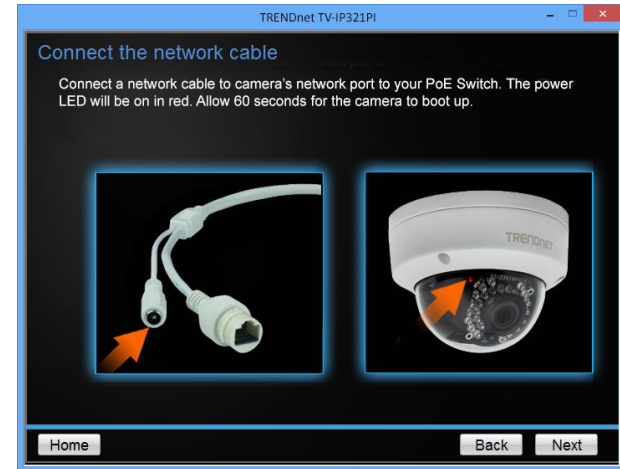 TRENDnet TV-IP321PI
Connect the network cable
Connect a network cable to camera's network port to your PoE Switch. The power
LED will be on in red. Allow 60 seconds for the camera to boot up.
TRENDnet
Home
Back
Next